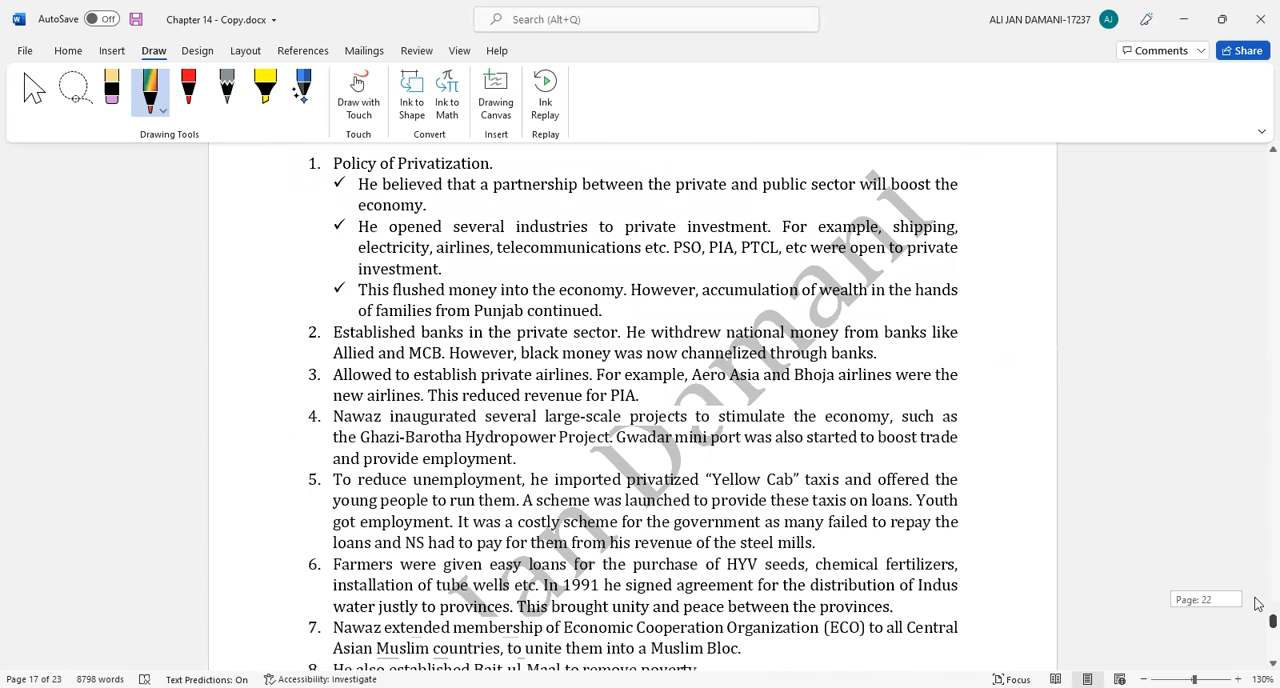 AutoSave Off Chapter 14 - Copy.docx Search (Alt+Q) ALI JAN DAMANI-17237 AJ
File Home Insert Draw Design Layout References Mailings Review View Help Comments Share
Draw with Touch
Ink to Shape
Ink to Math
Drawing Canvas
Ink Replay
Drawing Tools Touch Convert Insert Replay
1. Policy of Privatization.
✓ He believed that a partnership between the private and public sector will boost the
economy.
✓ He opened several industries to private investment. For example, shipping,
electricity, airlines, telecommunications etc. PSO, PIA, PTCL, etc were open to private
investment.
✓ This flushed money into the economy. However, accumulation of wealth in the hands
of families from Punjab continued.
2. Established banks in the private sector. He withdrew national money from banks like
Allied and MCB. However, black money was now channelized through banks.
3. Allowed to establish private airlines. For example, Aero Asia and Bhoja airlines were the
new airlines. This reduced revenue for PIA.
4. Nawaz inaugurated several large-scale projects to stimulate the economy, such as
the Ghazi-Barotha Hydropower Project. Gwadar mini port was also started to boost trade
and provide employment.
5. To reduce unemployment, he imported privatized “Yellow Cab” taxis and offered the
young people to run them. A scheme was launched to provide these taxis on loans. Youth
got employment. It was a costly scheme for the government as many failed to repay the
loans and NS had to pay for them from his revenue of the steel mills.
6. Farmers were given easy loans for the purchase of HYV seeds, chemical fertilizers,
installation of tube wells etc. In 1991 he signed agreement for the distribution of Indus
water justly to provinces. This brought unity and peace between the provinces.
7. Nawaz extended membership of Economic Cooperation Organization (ECO) to all Central
Asian Muslim countries, to unite them into a Muslim Bloc.
8. He also established Bait-ul-Maal to remove poverty.
Jan Damani
Page: 22
Page 17 of 23 8798 words Text Predictions: On Accessibility: Investigate Focus 130%